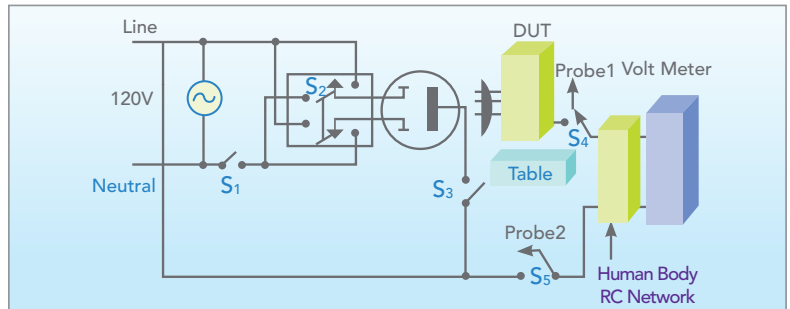 Line
DUT
Probe1 Volt Meter
S2
120V
S4
Neutral
S1
S3
Table
Probe2
S5
Human Body
RC Network